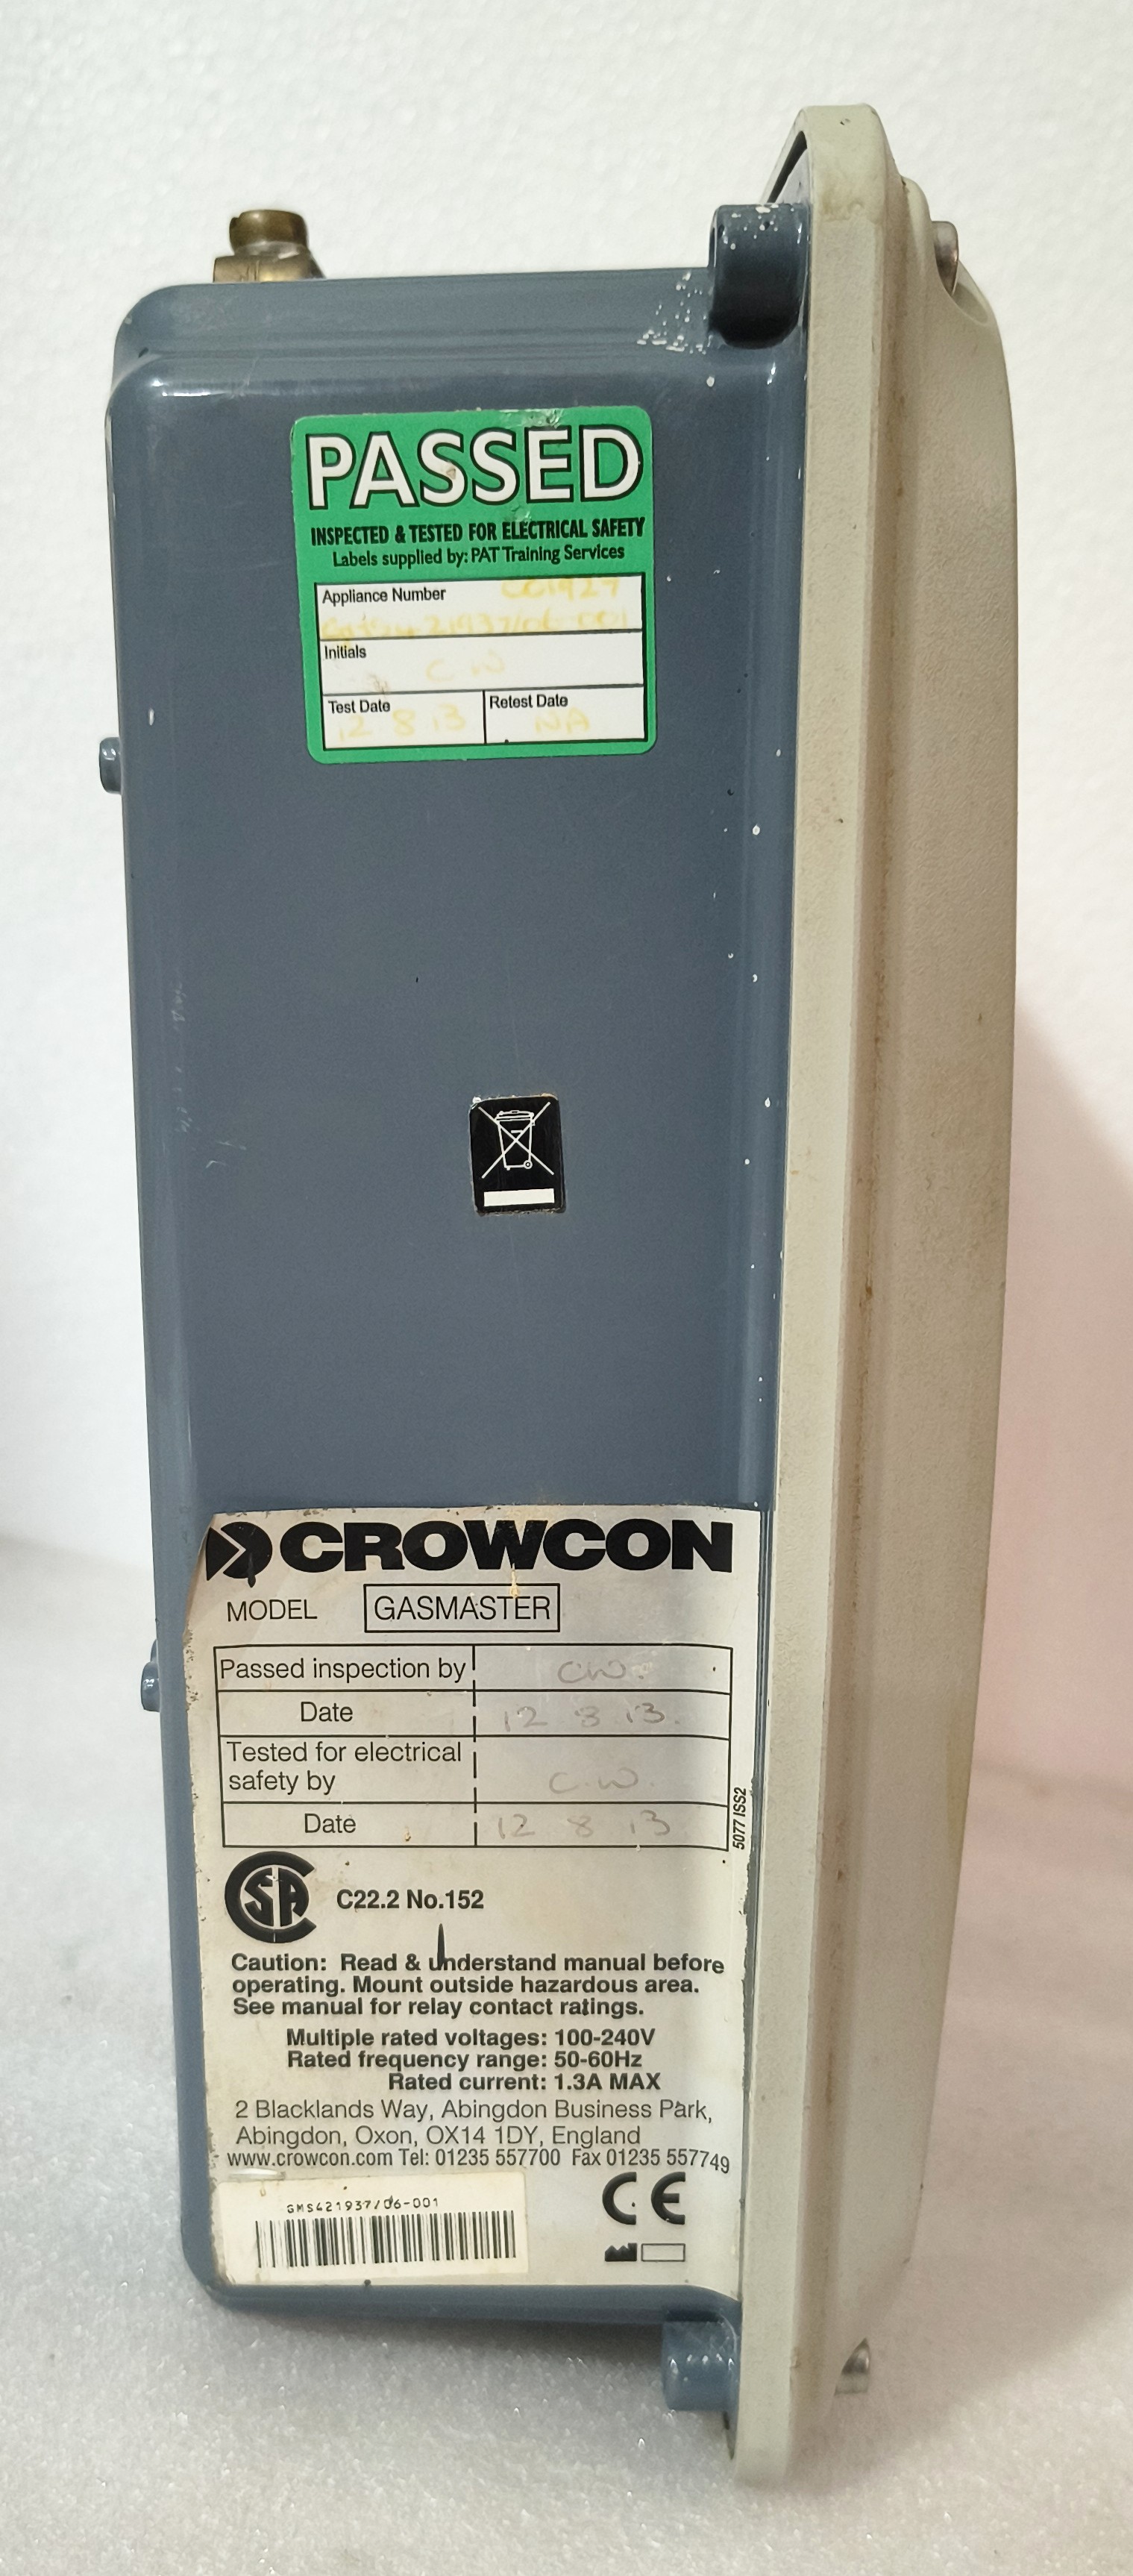 PASSED
INSPECTED & TESTED FOR ELECTRICAL SAFETY
Labels supplied by: PAT Training Services
Appliance Number
Initials C W
Test Date 12 8 13 Retest Date NA
CROWCON
MODEL GASMASTER
Passed inspection by CW.
Date 12 8 13.
Tested for electrical
safety by C.W.
Date 12 8 13
5077 ISS2
CSA C22.2 No.152
Caution: Read & understand manual before
operating. Mount outside hazardous area.
See manual for relay contact ratings.
Multiple rated voltages: 100-240V
Rated frequency range: 50-60Hz
Rated current: 1.3A MAX
2 Blacklands Way, Abingdon Business Park,
Abingdon, Oxon, OX14 1DY, England
www.crowcon.com Tel: 01235 557700 Fax 01235 557749
GMS421937/06-001
CE